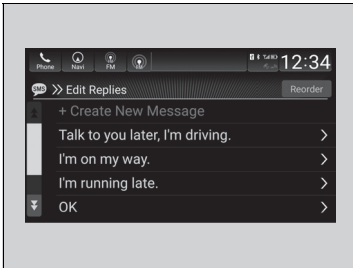 Phone Navi FM 12:34
SMS Edit Replies Reorder
+ Create New Message
Talk to you later, I'm driving.
I'm on my way.
I'm running late.
OK